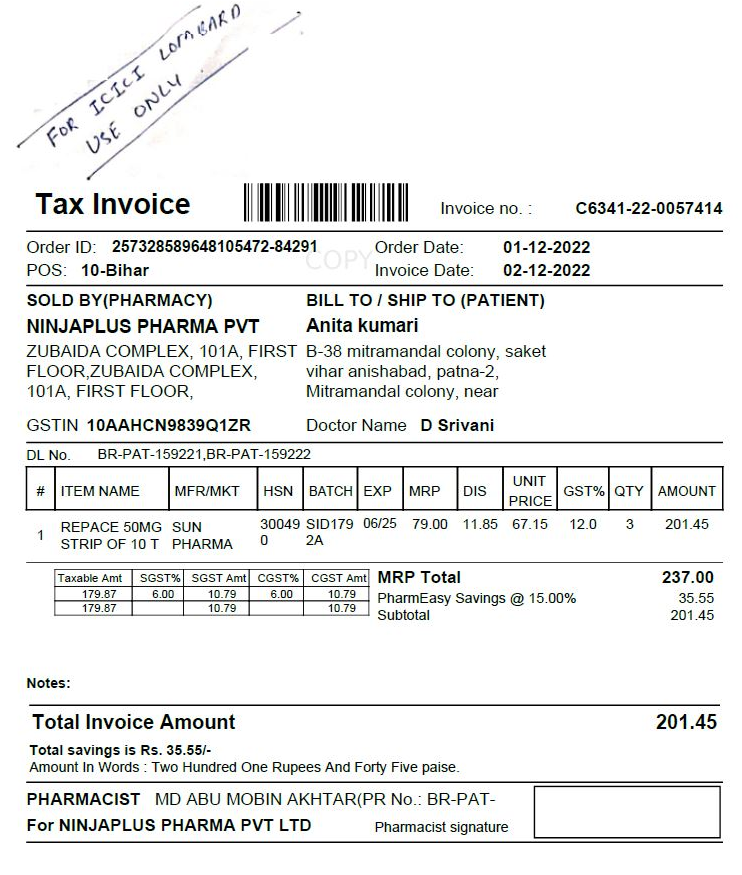 FOR ICICI LOMBARD
USE ONLY
Tax Invoice
Invoice no. : C6341-22-0057414
Order ID: 257328589648105472-84291 Order Date: 01-12-2022
COPY
POS: 10-Bihar Invoice Date: 02-12-2022
SOLD BY(PHARMACY) BILL TO / SHIP TO (PATIENT)
NINJAPLUS PHARMA PVT Anita kumari
ZUBAIDA COMPLEX, 101A, FIRST B-38 mitramandal colony, saket
FLOOR,ZUBAIDA COMPLEX, vihar anishabad, patna-2,
101A, FIRST FLOOR, Mitramandal colony, near
GSTIN 10AAHCN9839Q1ZR Doctor Name D Srivani
DL No. BR-PAT-159221,BR-PAT-159222
# ITEM NAME MFR/MKT HSN BATCH EXP MRP DIS UNIT PRICE GST% QTY AMOUNT
1 REPACE 50MG SUN 30049 SID179 06/25 79.00 11.85 67.15 12.0 3 201.45
STRIP OF 10 T PHARMA 0 2A
Taxable Amt SGST% SGST Amt CGST% CGST Amt MRP Total 237.00
179.87 6.00 10.79 6.00 10.79 PharmEasy Savings @ 15.00% 35.55
179.87 10.79 10.79 Subtotal 201.45
Notes:
Total Invoice Amount 201.45
Total savings is Rs. 35.55/-
Amount In Words : Two Hundred One Rupees And Forty Five paise.
PHARMACIST MD ABU MOBIN AKHTAR(PR No.: BR-PAT-
For NINJAPLUS PHARMA PVT LTD Pharmacist signature